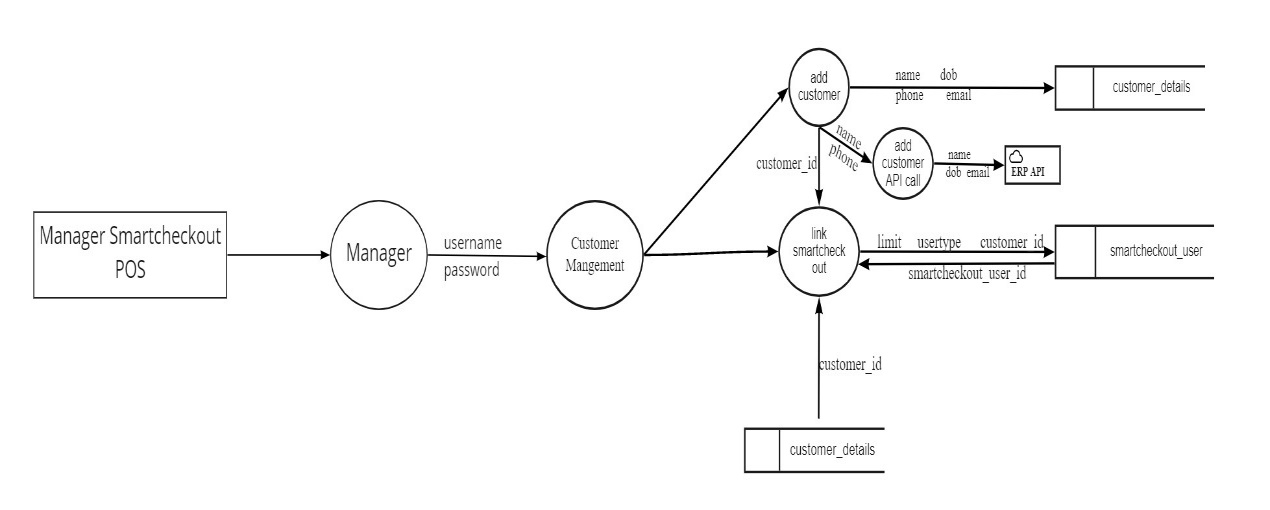 Manager Smartcheckout
POS
Manager
username
password
Customer
Mangement
add
customer
name dob
phone email
customer_details
name
phone
customer_id
add
customer
API call
name
dob email
ERP API
link
smartcheck
out
limit usertype customer_id
smartcheckout_user_id
smartcheckout_user
customer_id
customer_details